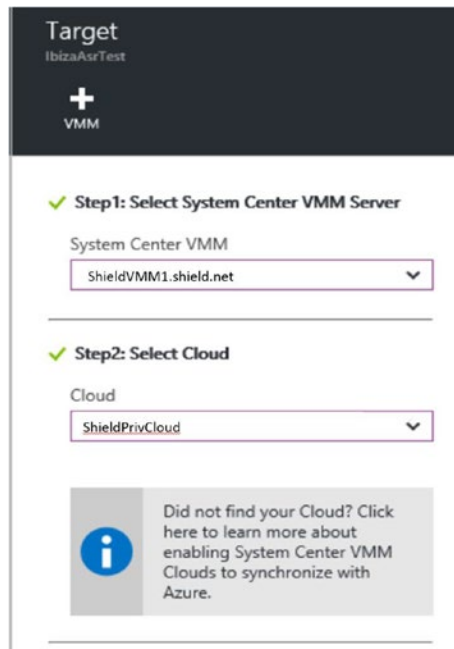 Target
IbizaAsrTest
VMM
Step1: Select System Center VMM Server
System Center VMM
ShieldVMM1.shield.net
Step2: Select Cloud
Cloud
ShieldPrivCloud
Did not find your Cloud? Click
here to learn more about
enabling System Center VMM
Clouds to synchronize with
Azure.